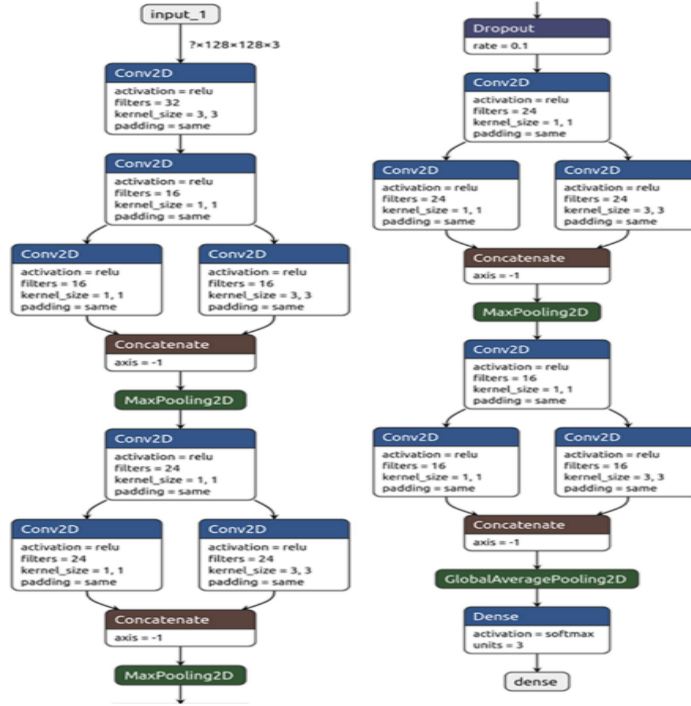 input_1
?×128×128×3
Conv2D
activation = relu
filters = 32
kernel_size = 3, 3
padding = same
Conv2D
activation = relu
filters = 16
kernel_size = 1, 1
padding = same
Conv2D
activation = relu
filters = 16
kernel_size = 1, 1
padding = same
Conv2D
activation = relu
filters = 16
kernel_size = 3, 3
padding = same
Concatenate
axis = -1
MaxPooling2D
Conv2D
activation = relu
filters = 24
kernel_size = 1, 1
padding = same
Conv2D
activation = relu
filters = 24
kernel_size = 1, 1
padding = same
Conv2D
activation = relu
filters = 24
kernel_size = 3, 3
padding = same
Concatenate
axis = -1
MaxPooling2D
Dropout
rate = 0.1
Conv2D
activation = relu
filters = 24
kernel_size = 1, 1
padding = same
Conv2D
activation = relu
filters = 24
kernel_size = 1, 1
padding = same
Conv2D
activation = relu
filters = 24
kernel_size = 3, 3
padding = same
Concatenate
axis = -1
MaxPooling2D
Conv2D
activation = relu
filters = 16
kernel_size = 1, 1
padding = same
Conv2D
activation = relu
filters = 16
kernel_size = 1, 1
padding = same
Conv2D
activation = relu
filters = 16
kernel_size = 3, 3
padding = same
Concatenate
axis = -1
GlobalAveragePooling2D
Dense
activation = softmax
units = 3
dense